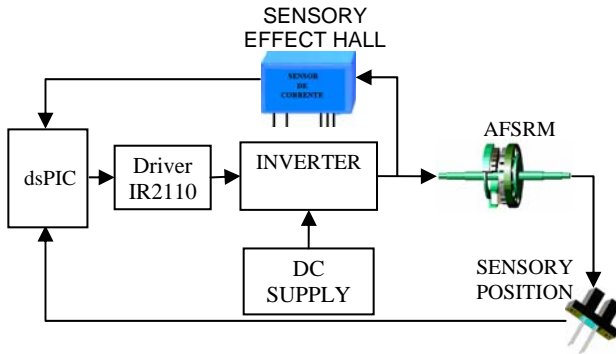 SENSORY
EFFECT HALL
SENSOR
DE
CORRENTE
AFSRM
dsPIC
Driver
IR2110
INVERTER
DC
SUPPLY
SENSORY
POSITION